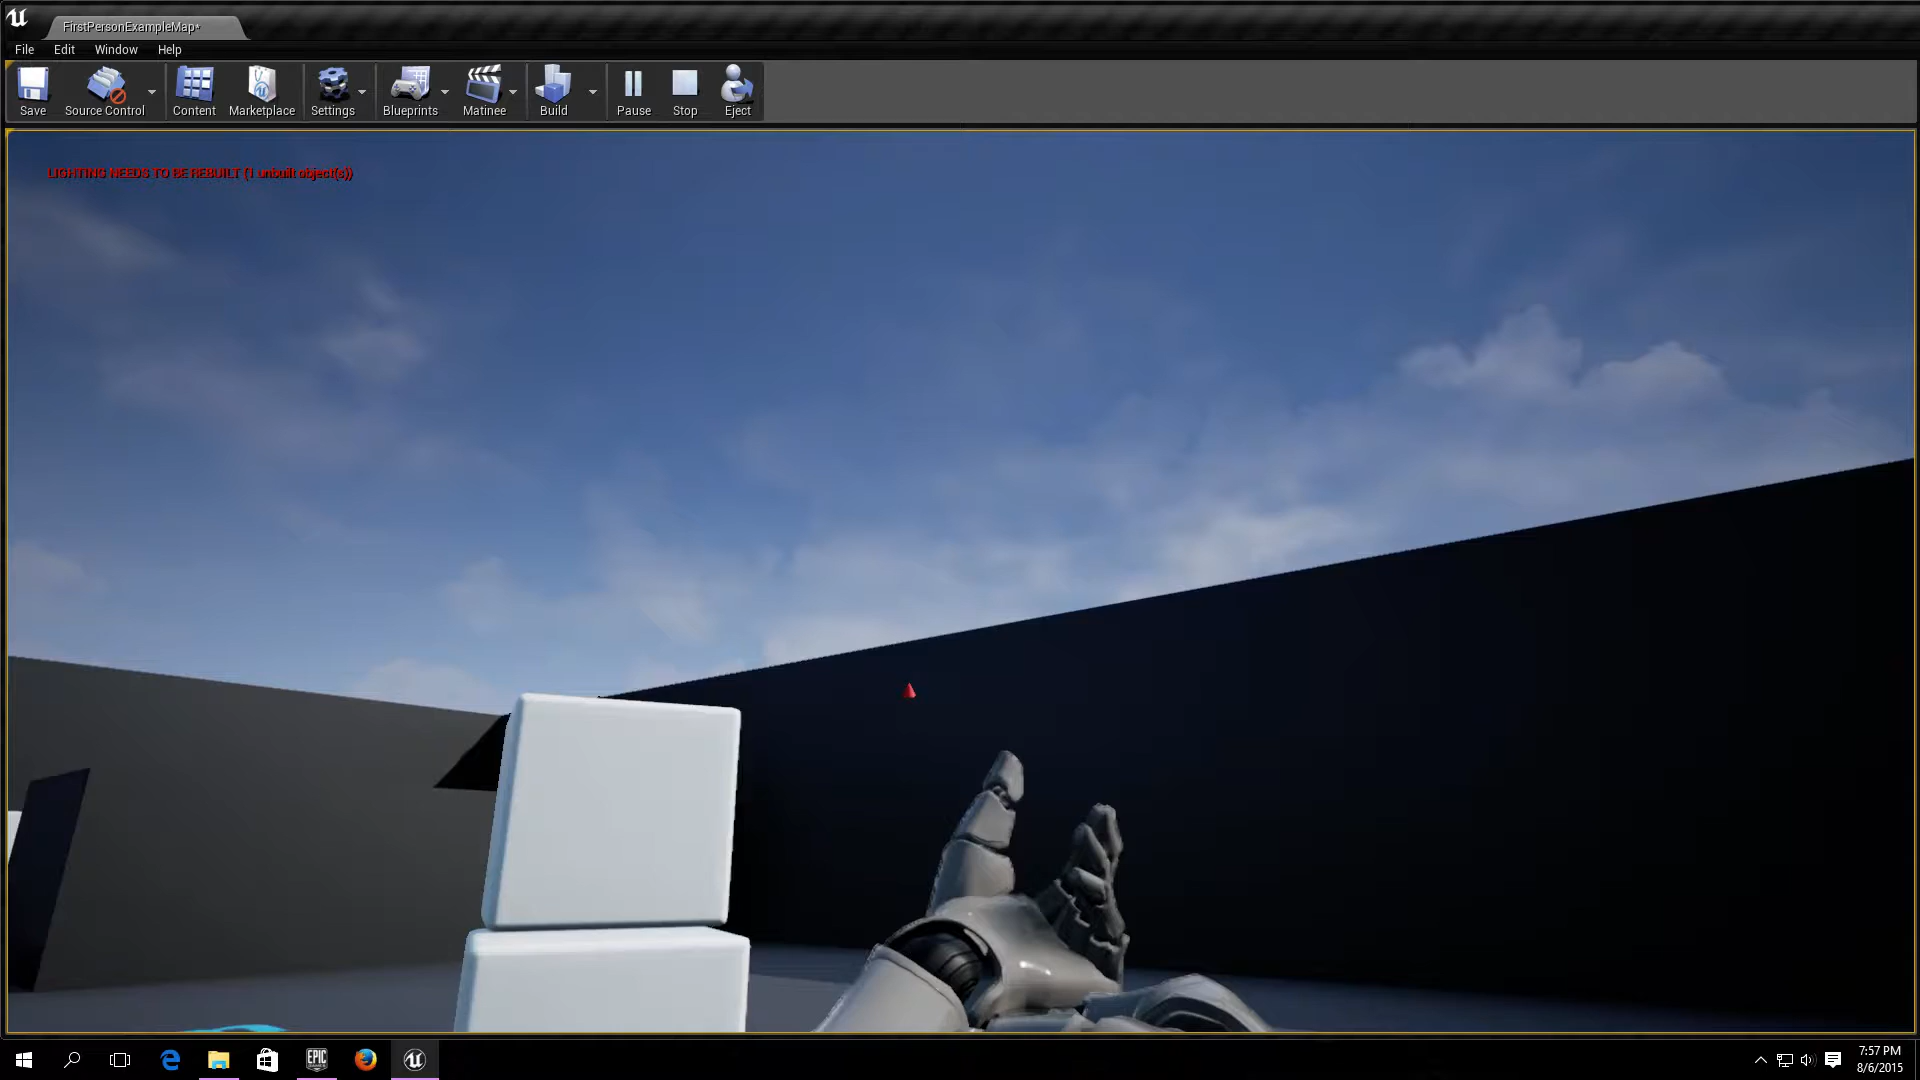 FirstPersonExampleMap*
File Edit Window Help
Save Source Control Content Marketplace Settings Blueprints Matinee Build Pause Stop Eject
LIGHTING NEEDS TO BE REBUILT (1 unbuilt object(s))
EPIC
GAMES
7:57 PM
8/6/2015